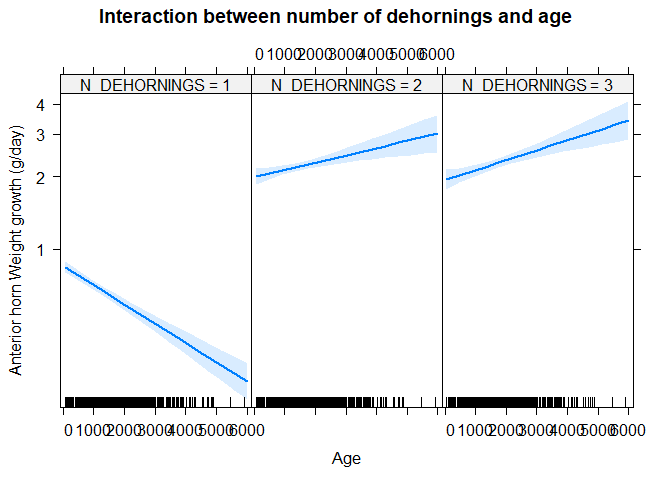 Interaction between number of dehornings and age
0 1000 2000 3000 4000 5000 6000
N_DEHORNINGS = 1
N_DEHORNINGS = 2
N_DEHORNINGS = 3
4
3
2
1
Anterior horn Weight growth (g/day)
0 1000 2000 3000 4000 5000 6000
0 1000 2000 3000 4000 5000 6000
Age